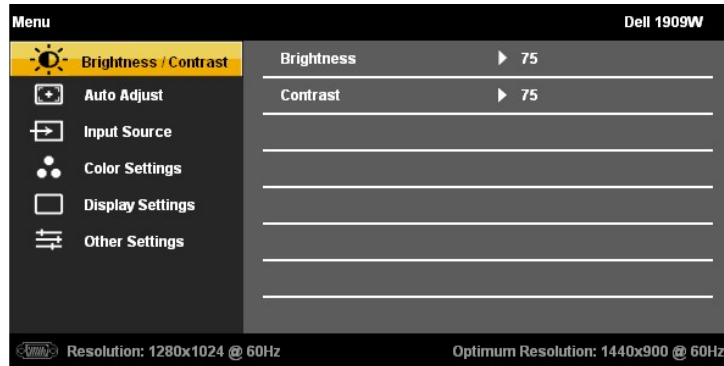 Menu Dell 1909W
Brightness / Contrast Brightness 75
Auto Adjust Contrast 75
Input Source
Color Settings
Display Settings
Other Settings
Resolution: 1280x1024 @ 60Hz Optimum Resolution: 1440x900 @ 60Hz